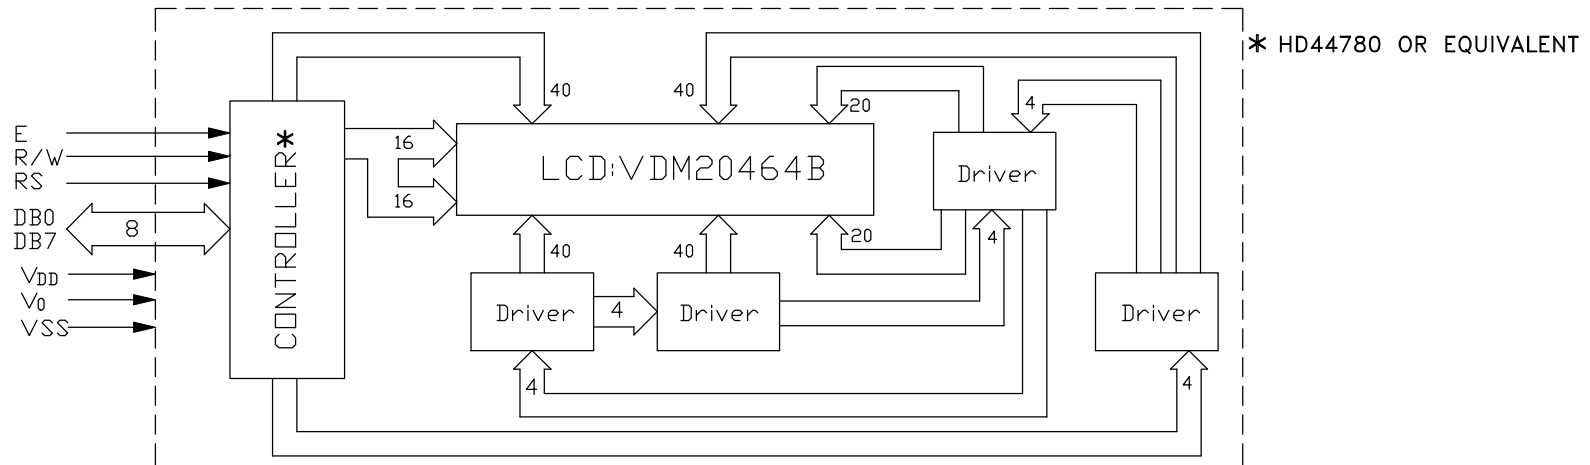 * HD44780 OR EQUIVALENT
E
R/W
RS
DB0
DB7
8
VDD
V0
VSS
CONTROLLER*
40
40
20
4
16
16
LCD:VDM20464B
Driver
40
40
20
4
Driver
4
Driver
Driver
4
4